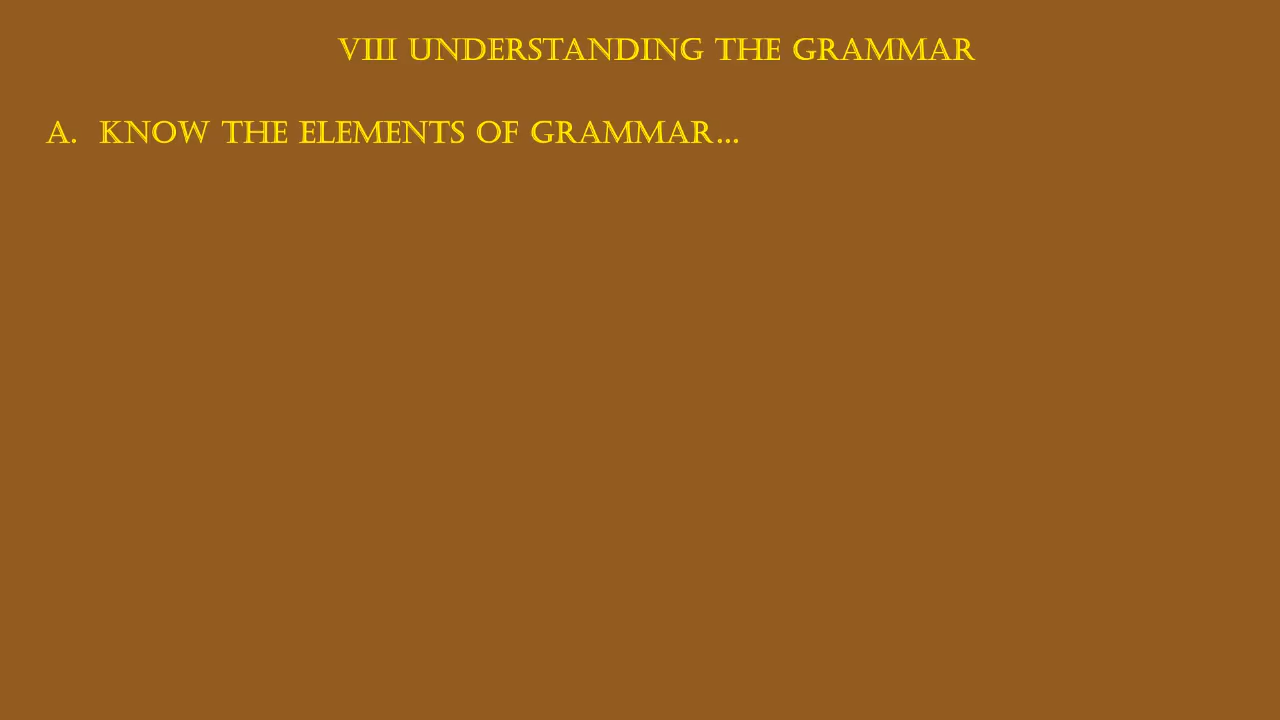 VIII UNDERSTANDING THE GRAMMAR
A. KNOW THE ELEMENTS OF GRAMMAR...